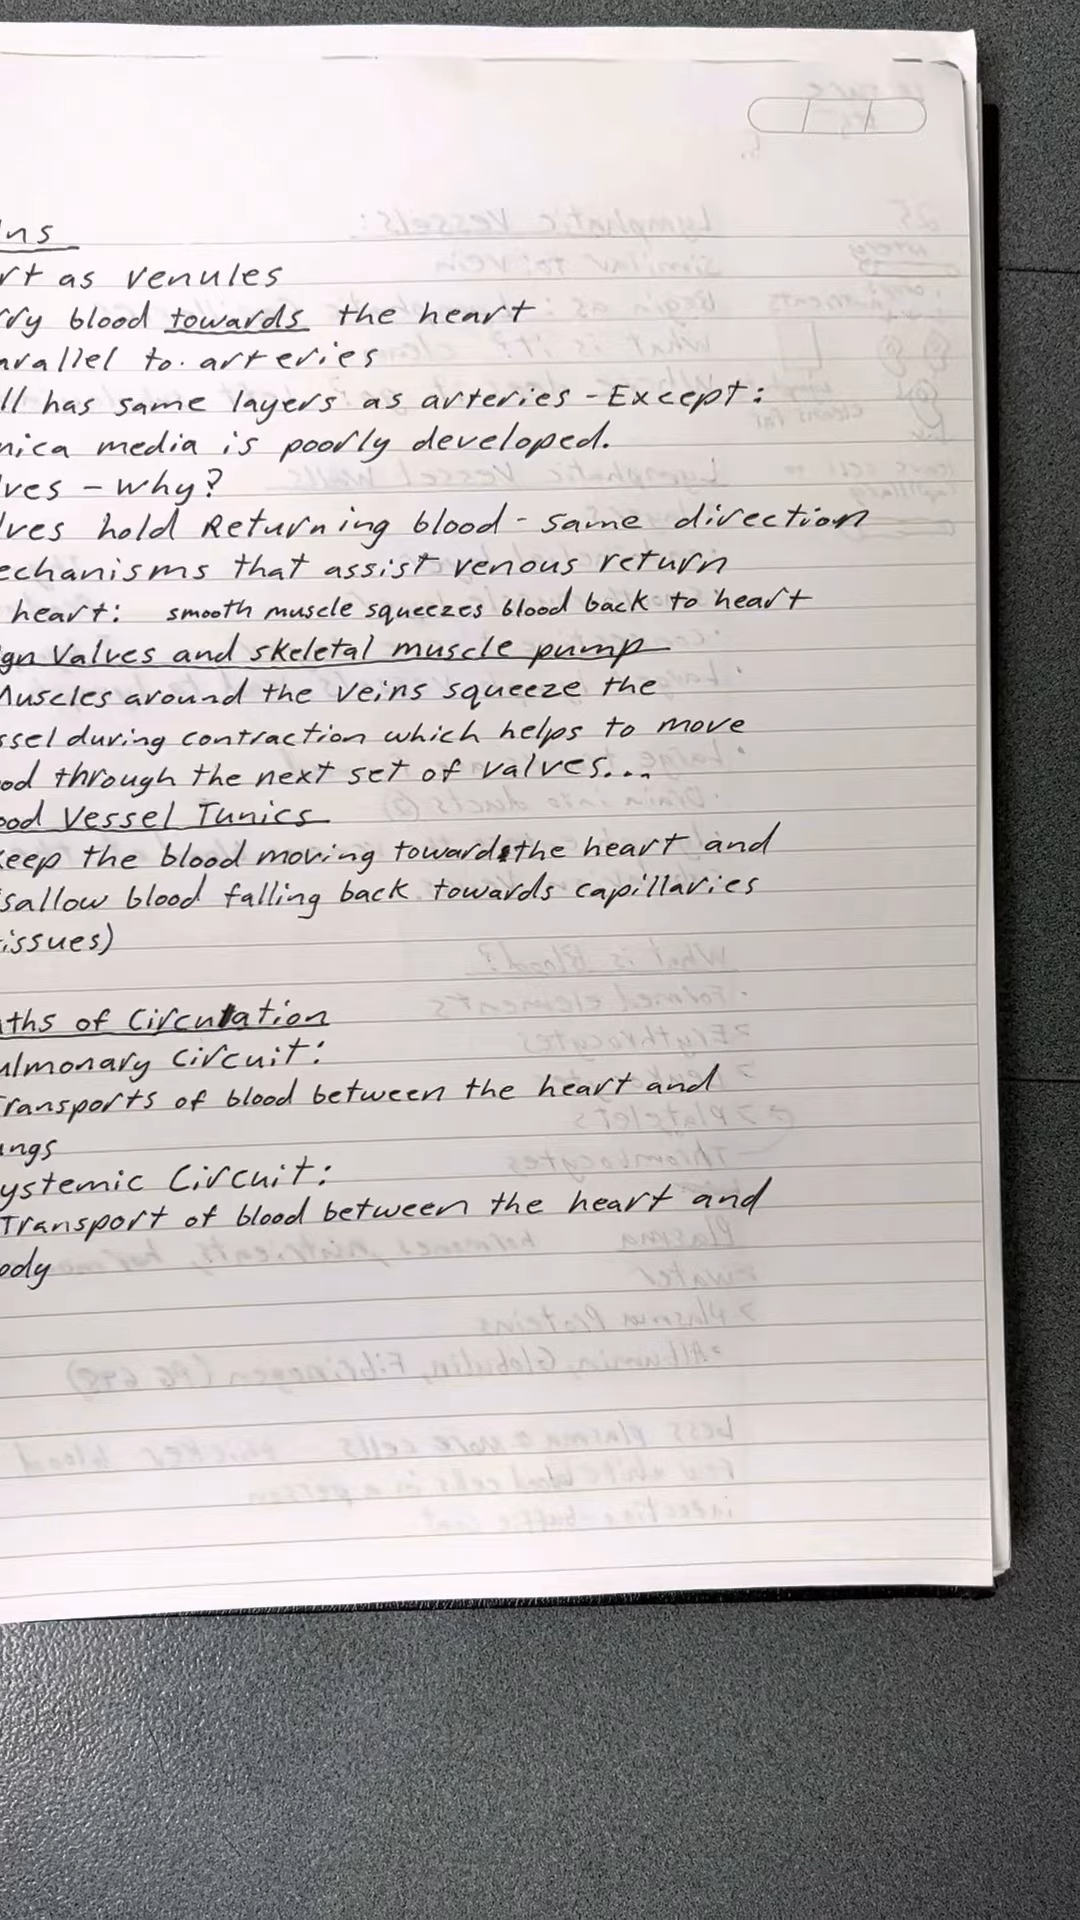 ns
rt as venules
rry blood towards the heart
arallel to arteries
ll has same layers as arteries - Except:
nica media is poorly developed.
ves - Why?
lves hold Returning blood - same direction
echanisms that assist venous return
heart: smooth muscle squeezes blood back to heart
gn Valves and skeletal muscle pump
Muscles around the Veins squeeze the
ssel during contraction which helps to move
od through the next set of valves...
ood Vessel Tunics
keep the blood moving towards the heart and
sallow blood falling back towards capillaries
tissues)
ths of Circulation
ulmonary Circuit:
Transports of blood between the heart and
ungs
ystemic Circuit:
Transport of blood between the heart and
ody